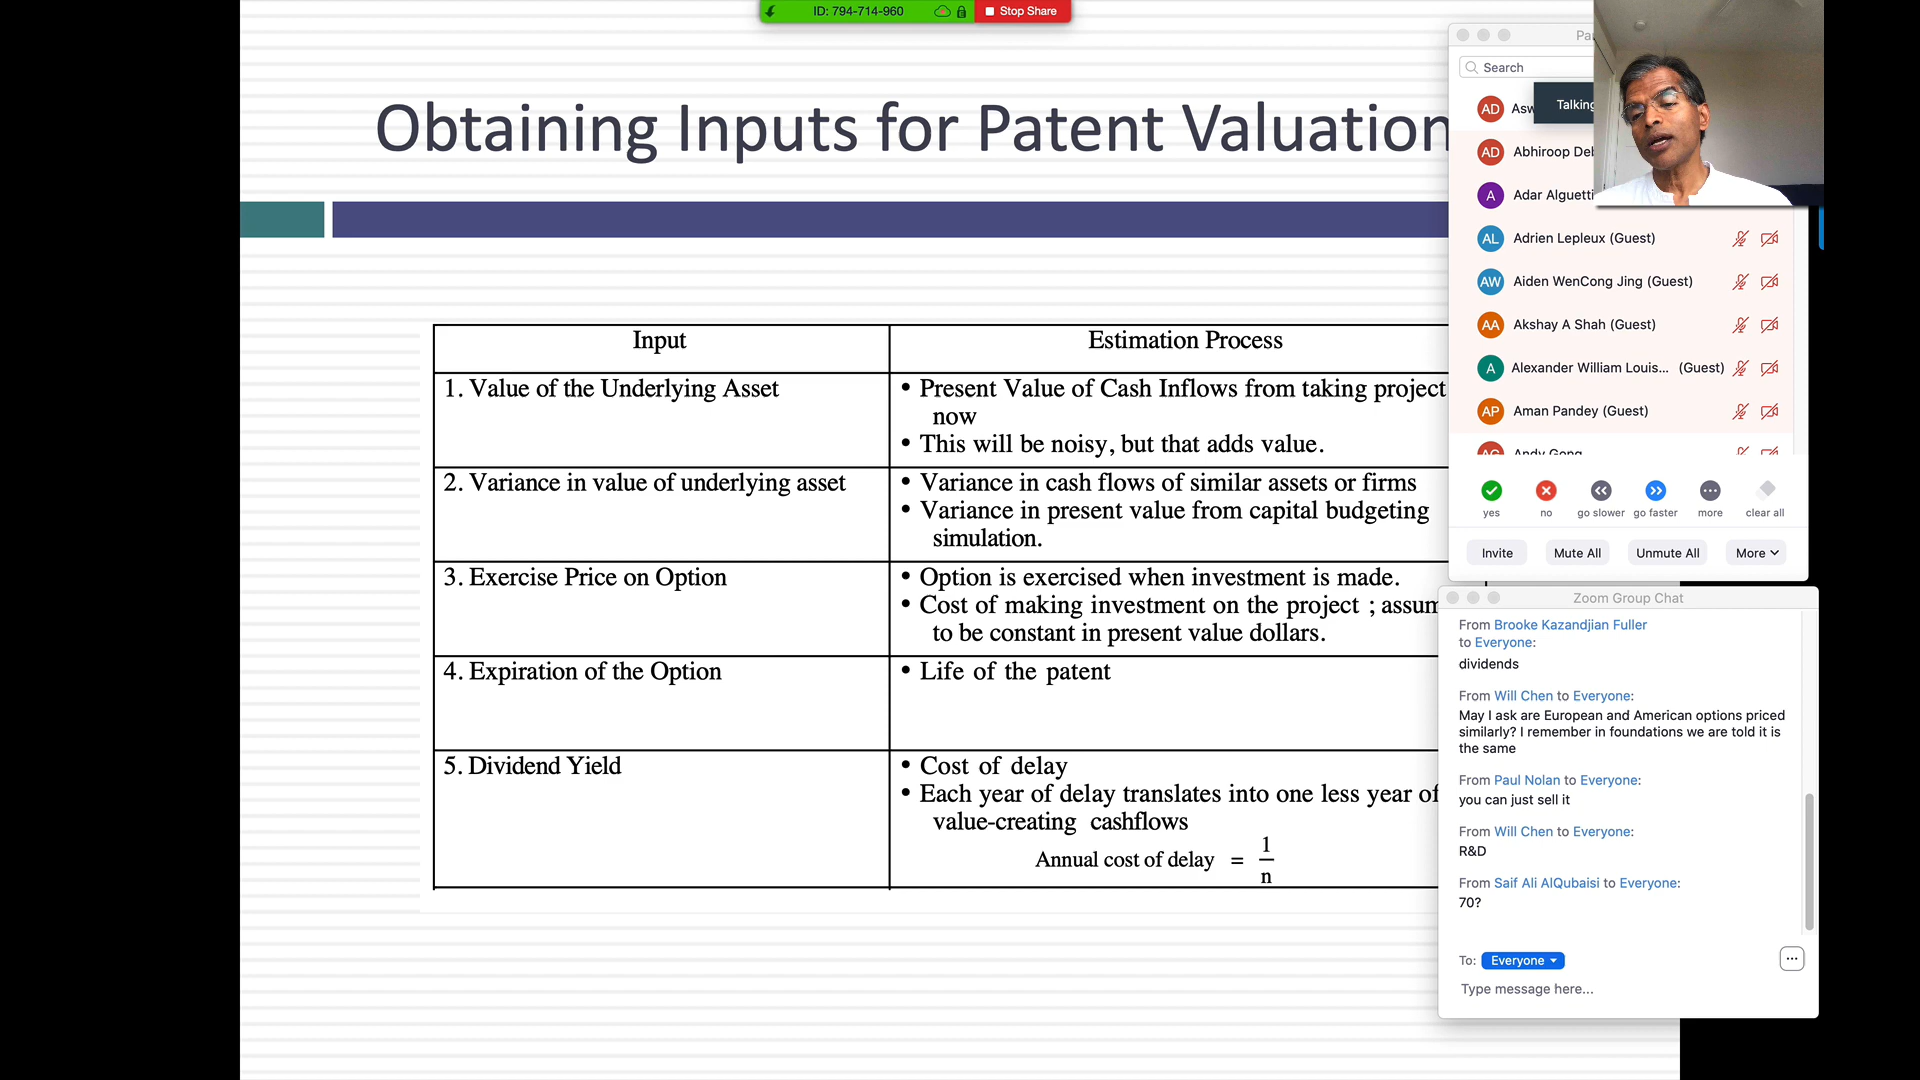 ID: 794-714-960
Stop Share
Obtaining Inputs for Patent Valuation
Input
Estimation Process
1. Value of the Underlying Asset
• Present Value of Cash Inflows from taking project
now
• This will be noisy, but that adds value.
2. Variance in value of underlying asset
• Variance in cash flows of similar assets or firms
• Variance in present value from capital budgeting
simulation.
3. Exercise Price on Option
• Option is exercised when investment is made.
• Cost of making investment on the project ; assum
to be constant in present value dollars.
4. Expiration of the Option
• Life of the patent
5. Dividend Yield
• Cost of delay
• Each year of delay translates into one less year of
value-creating cashflows
Annual cost of delay = 1
n
Search
Talking
AD Asw
AD Abhiroop Deb
A Adar Alguetti
AL Adrien Lepleux (Guest)
AW Aiden WenCong Jing (Guest)
AA Akshay A Shah (Guest)
A Alexander William Louis... (Guest)
AP Aman Pandey (Guest)
Andy Gong
yes
no
go slower
go faster
more
clear all
Invite
Mute All
Unmute All
More
Zoom Group Chat
From Brooke Kazandjian Fuller
to Everyone:
dividends
From Will Chen to Everyone:
May I ask are European and American options priced
similarly? I remember in foundations we are told it is
the same
From Paul Nolan to Everyone:
you can just sell it
From Will Chen to Everyone:
R&D
From Saif Ali AlQubaisi to Everyone:
70?
To: Everyone
Type message here...